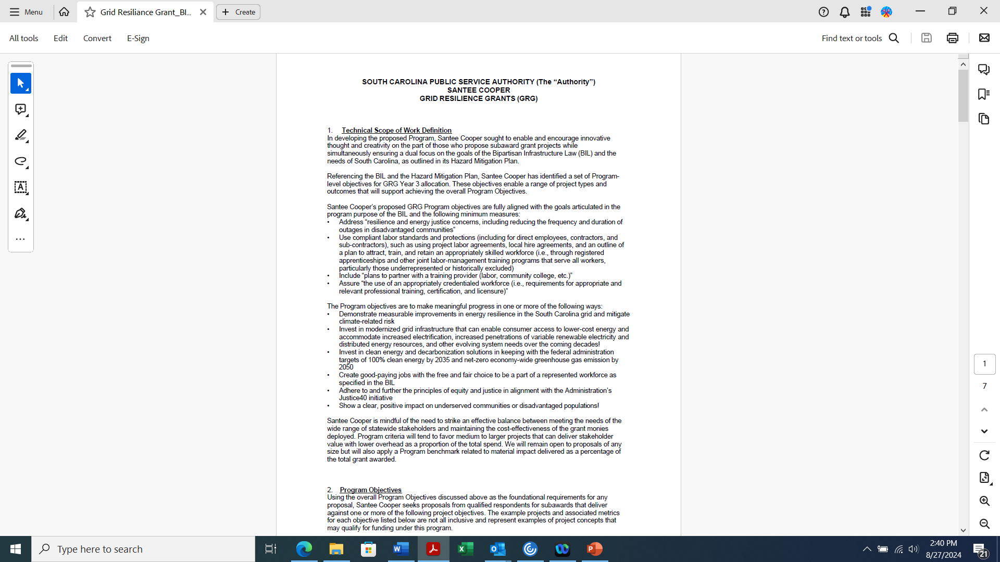 Menu
Grid Resiliance Grant_BI...
Create
All tools
Edit
Convert
E-Sign
Find text or tools
SOUTH CAROLINA PUBLIC SERVICE AUTHORITY (The “Authority”)
SANTEE COOPER
GRID RESILIENCE GRANTS (GRG)
1. Technical Scope of Work Definition
In developing the proposed Program, Santee Cooper sought to enable and encourage innovative
thought and creativity on the part of those who propose subaward grant projects while
simultaneously ensuring a dual focus on the goals of the Bipartisan Infrastructure Law (BIL) and the
needs of South Carolina, as outlined in its Hazard Mitigation Plan.
Referencing the BIL and the Hazard Mitigation Plan, Santee Cooper has identified a set of Program-
level objectives for GRG Year 3 allocation. These objectives enable a range of project types and
outcomes that will support achieving the overall Program Objectives.
Santee Cooper’s proposed GRG Program objectives are fully aligned with the goals articulated in the
program purpose of the BIL and the following minimum measures:
• Address “resilience and energy justice concerns, including reducing the frequency and duration of
outages in disadvantaged communities”
• Use compliant labor standards and protections (including for direct employees, contractors, and
sub-contractors), such as using project labor agreements, local hire agreements, and an outline of
a plan to attract, train, and retain an appropriately skilled workforce (i.e., through registered
apprenticeships and other joint labor-management training programs that serve all workers,
particularly those underrepresented or historically excluded)
• Include “plans to partner with a training provider (labor, community college, etc.)”
• Assure “the use of an appropriately credentialed workforce (i.e., requirements for appropriate and
relevant professional training, certification, and licensure)”
The Program objectives are to make meaningful progress in one or more of the following ways:
• Demonstrate measurable improvements in energy resilience in the South Carolina grid and mitigate
climate-related risk
• Invest in modernized grid infrastructure that can enable consumer access to lower-cost energy and
accommodate increased electrification, increased penetrations of variable renewable electricity and
distributed energy resources, and other evolving system needs over the coming decades!
• Invest in clean energy and decarbonization solutions in keeping with the federal administration
targets of 100% clean energy by 2035 and net-zero economy-wide greenhouse gas emission by
2050
• Create good-paying jobs with the free and fair choice to be a part of a represented workforce as
specified in the BIL
• Adhere to and further the principles of equity and justice in alignment with the Administration’s
Justice40 initiative
• Show a clear, positive impact on underserved communities or disadvantaged populations!
Santee Cooper is mindful of the need to strike an effective balance between meeting the needs of the
wide range of statewide stakeholders and maintaining the cost-effectiveness of the grant monies
deployed. Program criteria will tend to favor medium to larger projects that can deliver stakeholder
value with lower overhead as a proportion of the total spend. We will remain open to proposals of any
size but will also apply a Program benchmark related to material impact delivered as a percentage of
the total grant awarded.
2. Program Objectives
Using the overall Program Objectives discussed above as the foundational requirements for any
proposal, Santee Cooper seeks proposals from qualified respondents for subawards that deliver
against one or more of the following project objectives. The example projects and associated metrics
for each objective listed below are not all inclusive and represent examples of project concepts that
may qualify for funding under this program.
1
7
Type here to search
2:40 PM
8/27/2024
21